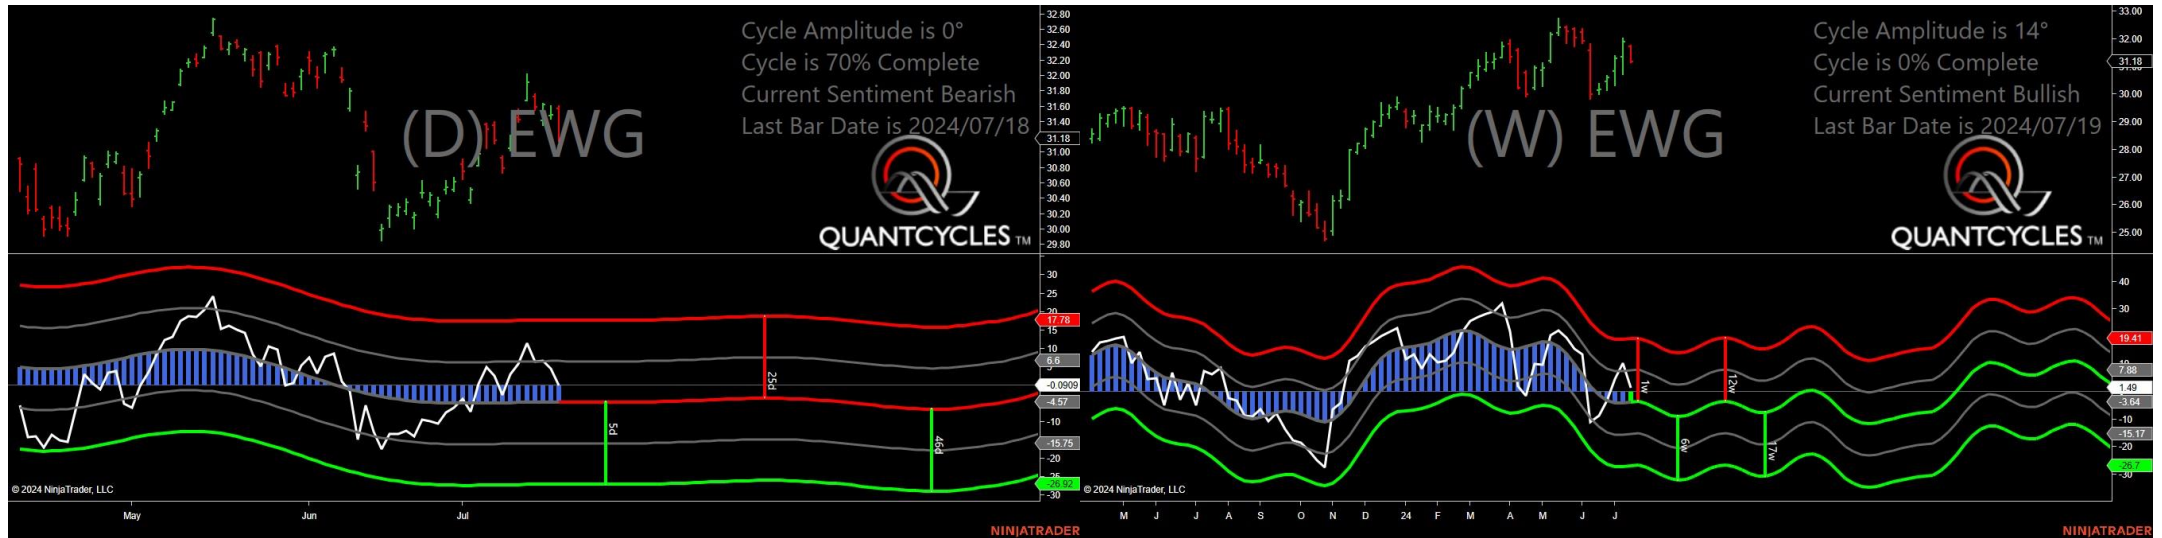 Cycle Amplitude is 0°
Cycle is 70% Complete
Current Sentiment Bearish
Last Bar Date is 2024/07/18
(D) EWG
QUANTCYCLES TM
32.80
32.60
32.40
32.20
32.00
31.80
31.60
31.40
31.18
31.00
30.80
30.60
30.40
30.20
30.00
29.80
30
25
20
17.78
15
10
6.6
-0.0909
-4.57
-10
-15.75
-20
-26.92
-30
25d
5d
46d
© 2024 NinjaTrader, LLC
May
Jun
Jul
NINJATRADER
Cycle Amplitude is 14°
Cycle is 0% Complete
Current Sentiment Bullish
Last Bar Date is 2024/07/19
(W) EWG
QUANTCYCLES TM
33.00
32.00
31.18
30.00
29.00
28.00
27.00
26.00
25.00
40
30
19.41
7.88
1.49
-3.64
-10
-15.17
-20
-26.7
-30
1w
12w
6w
17w
© 2024 NinjaTrader, LLC
M
J
J
A
S
O
N
D
24
F
M
A
M
J
J
NINJATRADER